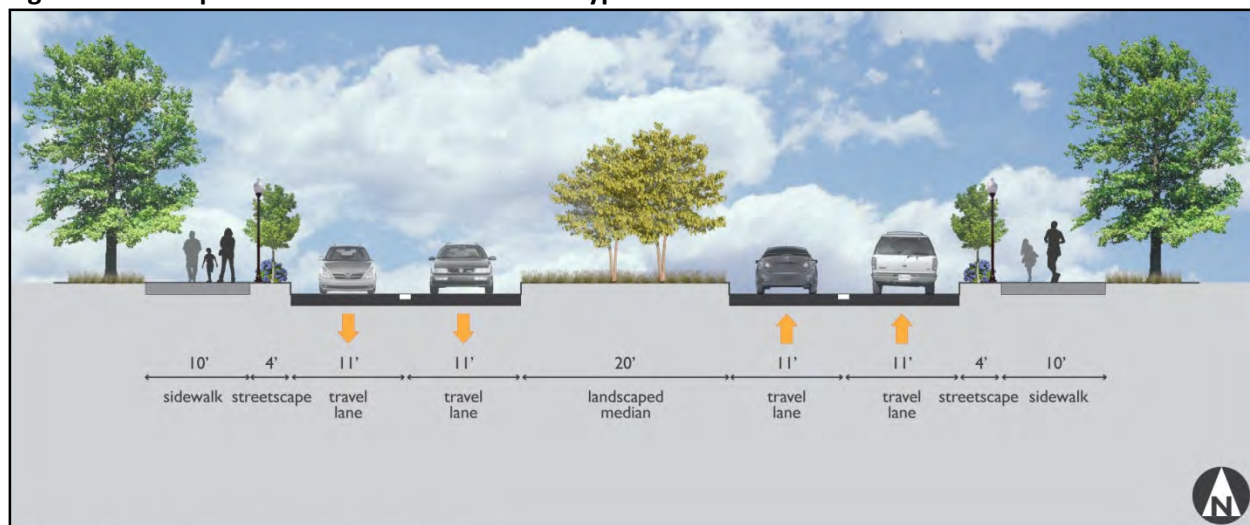 10' 4' 11' 11' 20' 11' 11' 4' 10'
sidewalk streetscape travel travel landscaped travel travel streetscape sidewalk
lane lane median lane lane
N